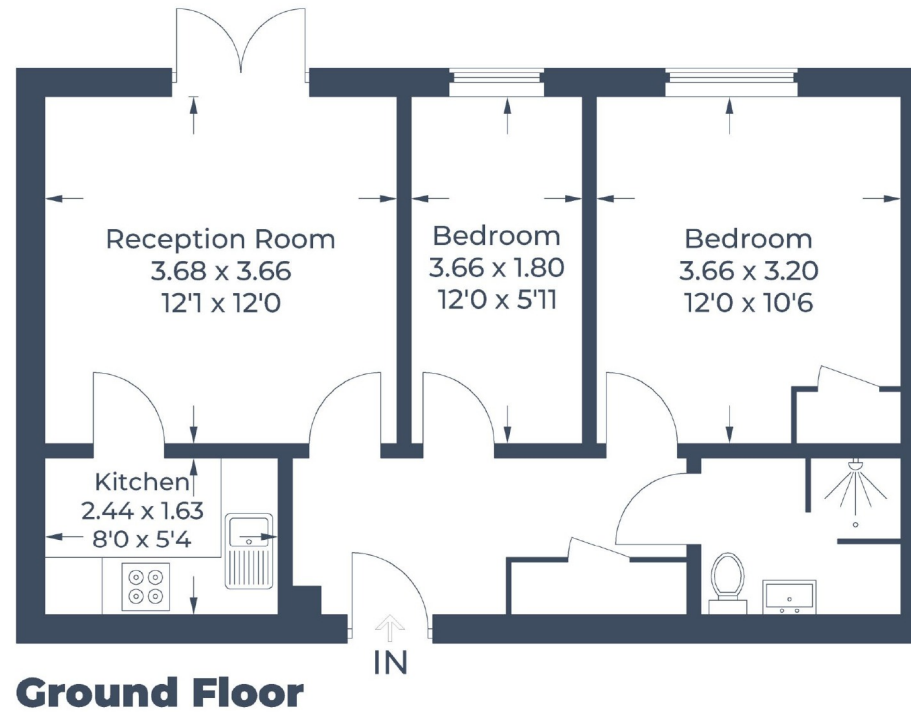 Reception Room
3.68 x 3.66
12'1 x 12'0
Bedroom
3.66 x 1.80
12'0 x 5'11
Bedroom
3.66 x 3.20
12'0 x 10'6
Kitchen
2.44 x 1.63
8'0 x 5'4
IN
Ground Floor